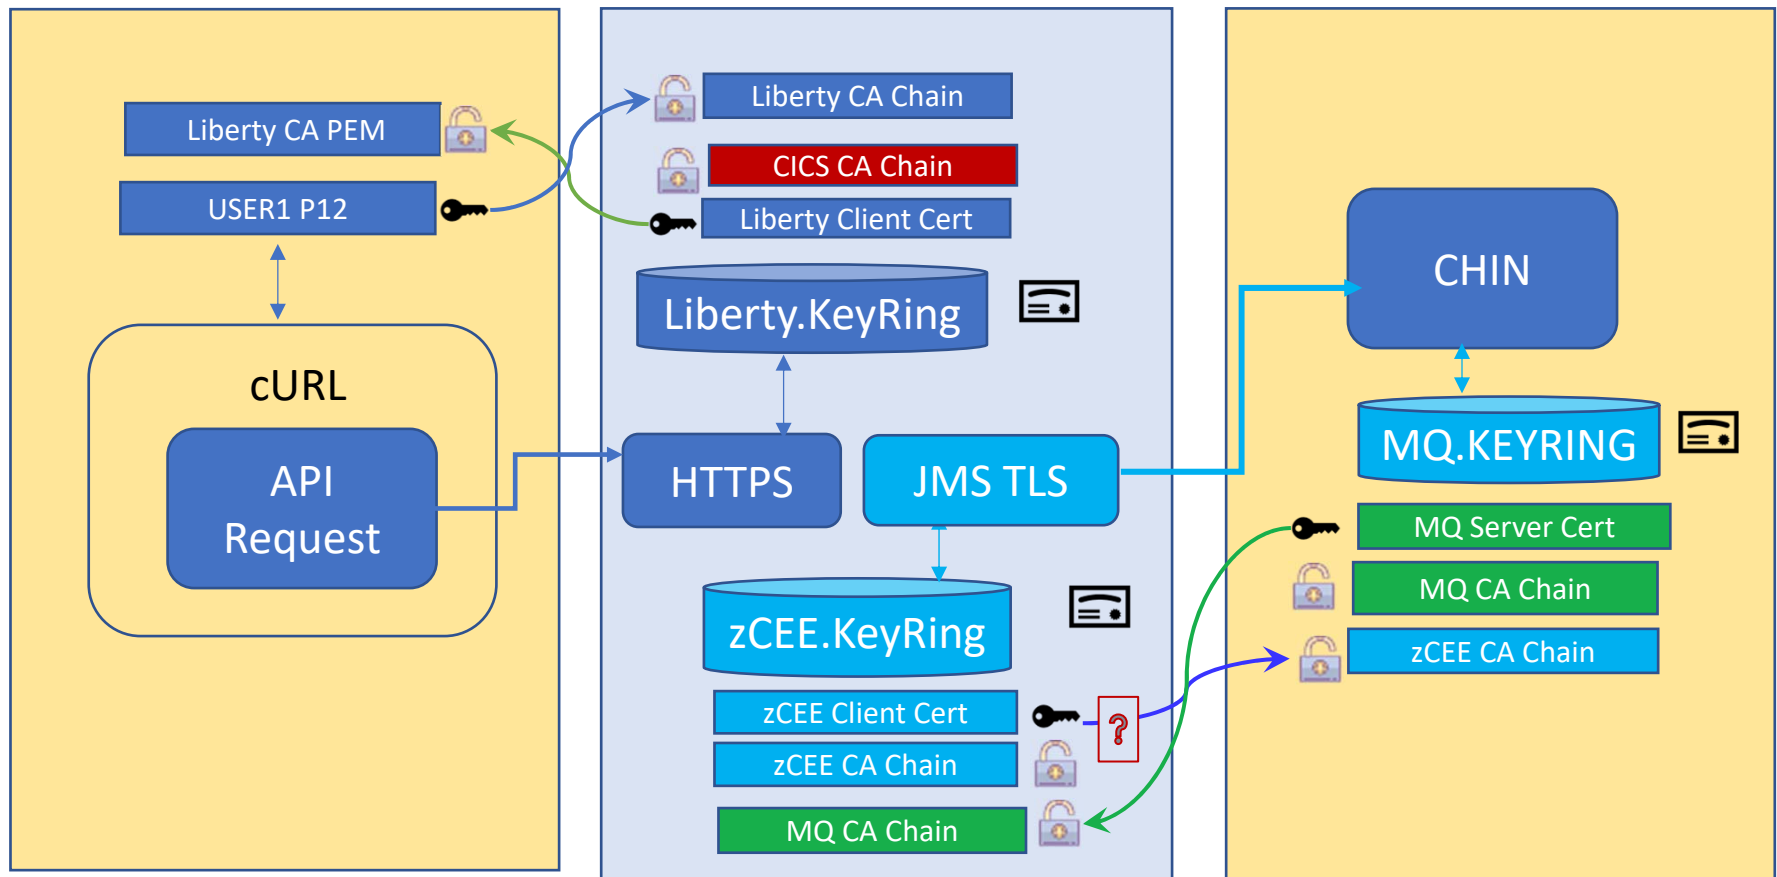 Liberty CA PEM
USER1 P12
cURL
API
Request
Liberty CA Chain
CICS CA Chain
Liberty Client Cert
Liberty.KeyRing
HTTPS
JMS TLS
zCEE.KeyRing
zCEE Client Cert
?
zCEE CA Chain
MQ CA Chain
CHIN
MQ.KEYRING
MQ Server Cert
MQ CA Chain
zCEE CA Chain